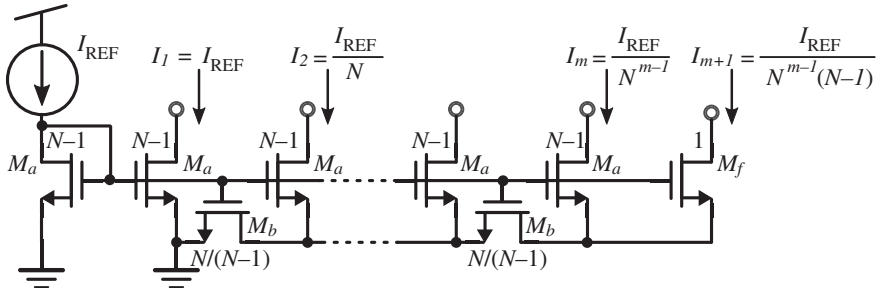 I_REF
I_1 = I_REF
I_2 = I_REF / N
I_m = I_REF / N^{m–1}
I_{m+1} = I_REF / N^{m–1}(N–1)
N–1
N–1
N–1
N–1
N–1
1
M_a
M_a
M_a
M_a
M_a
M_f
M_b
M_b
N/(N–1)
N/(N–1)